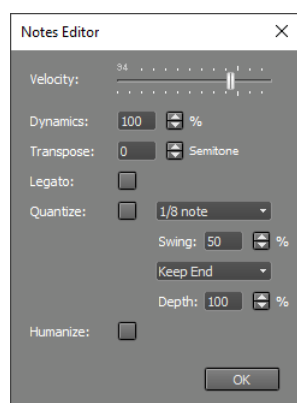 Notes Editor
94
Velocity:
Dynamics: 100 %
Transpose: 0 Semitone
Legato:
Quantize: 1/8 note
Swing: 50 %
Keep End
Depth: 100 %
Humanize:
OK